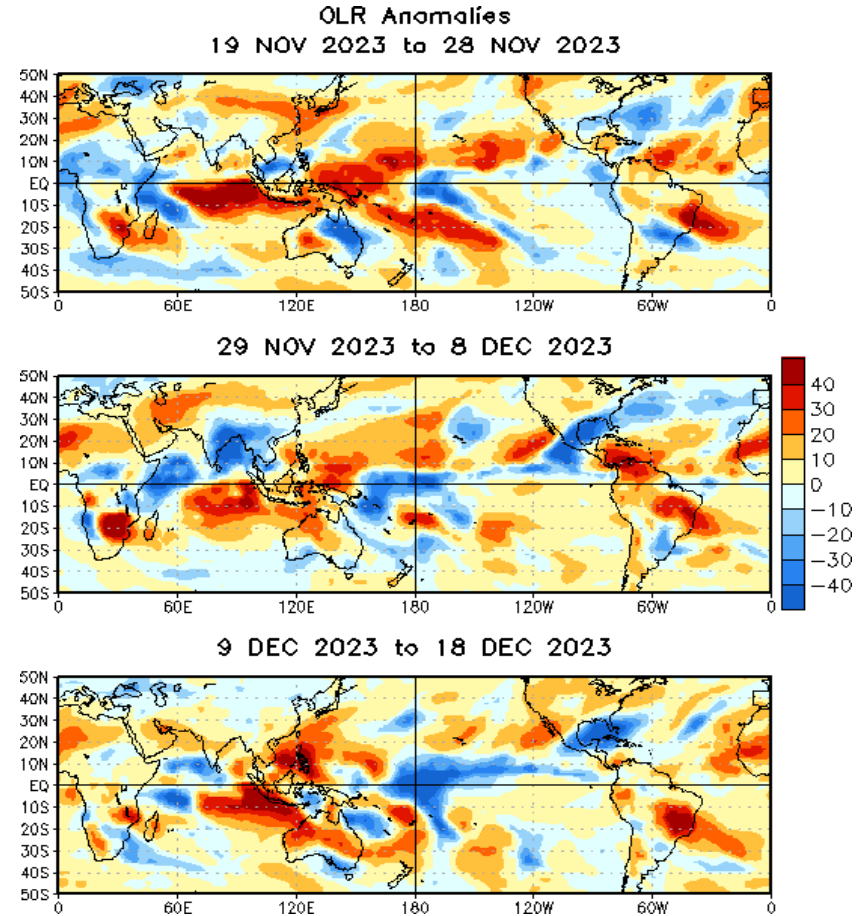 OLR Anomalies
19 NOV 2023 to 28 NOV 2023
50N
40N
30N
20N
10N
EQ
10S
20S
30S
40S
50S
0 60E 120E 180 120W 60W 0
29 NOV 2023 to 8 DEC 2023
50N
40N
30N
20N
10N
EQ
10S
20S
30S
40S
50S
0 60E 120E 180 120W 60W 0
40
30
20
10
0
-10
-20
-30
-40
9 DEC 2023 to 18 DEC 2023
50N
40N
30N
20N
10N
EQ
10S
20S
30S
40S
50S
0 60E 120E 180 120W 60W 0